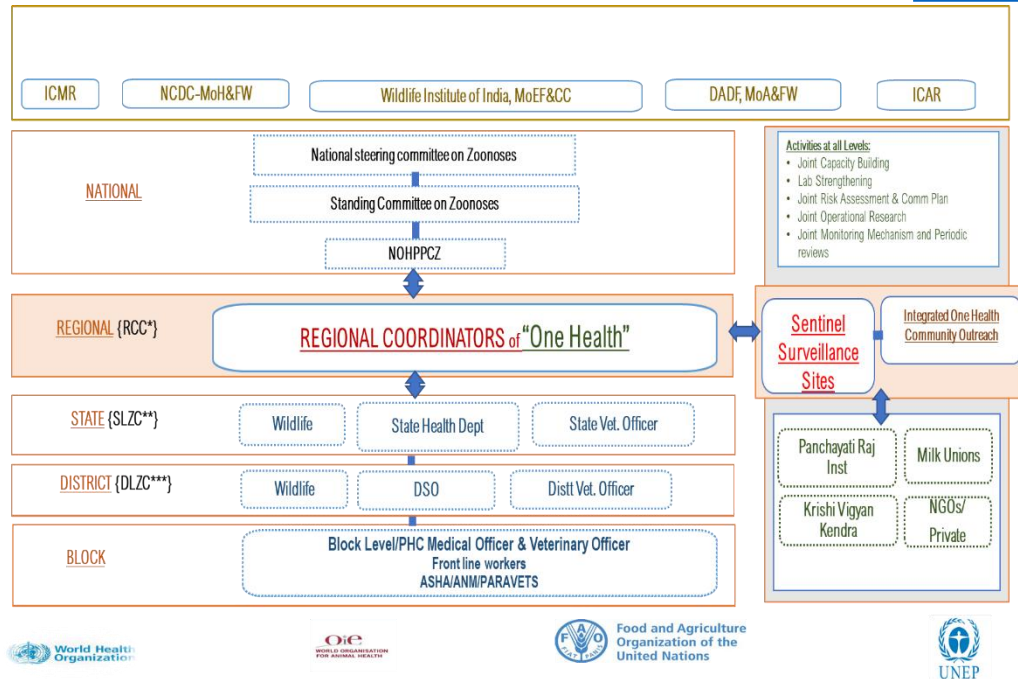 ICMR
NCDC-MoH&FW
Wildlife Institute of India, MoEF&CC
DADF, MoA&FW
ICAR
NATIONAL
National steering committee on Zoonoses
Standing Committee on Zoonoses
NOHPPCZ
Activities at all Levels:
• Joint Capacity Building
• Lab Strengthening
• Joint Risk Assessment & Comm Plan
• Joint Operational Research
• Joint Monitoring Mechanism and Periodic
reviews
REGIONAL {RCC*}
REGIONAL COORDINATORS of “One Health”
Sentinel
Surveillance
Sites
Integrated One Health
Community Outreach
STATE {SLZC**}
Wildlife
State Health Dept
State Vet. Officer
DISTRICT {DLZC***}
Wildlife
DSO
Distt Vet. Officer
BLOCK
Block Level/PHC Medical Officer & Veterinary Officer
Front line workers
ASHA/ANM/PARAVETS
Panchayati Raj
Inst
Milk Unions
Krishi Vigyan
Kendra
NGOs/
Private
World Health
Organization
Oie
WORLD ORGANISATION
FOR ANIMAL HEALTH
FAO
FIAT PANIS
Food and Agriculture
Organization of the
United Nations
UNEP